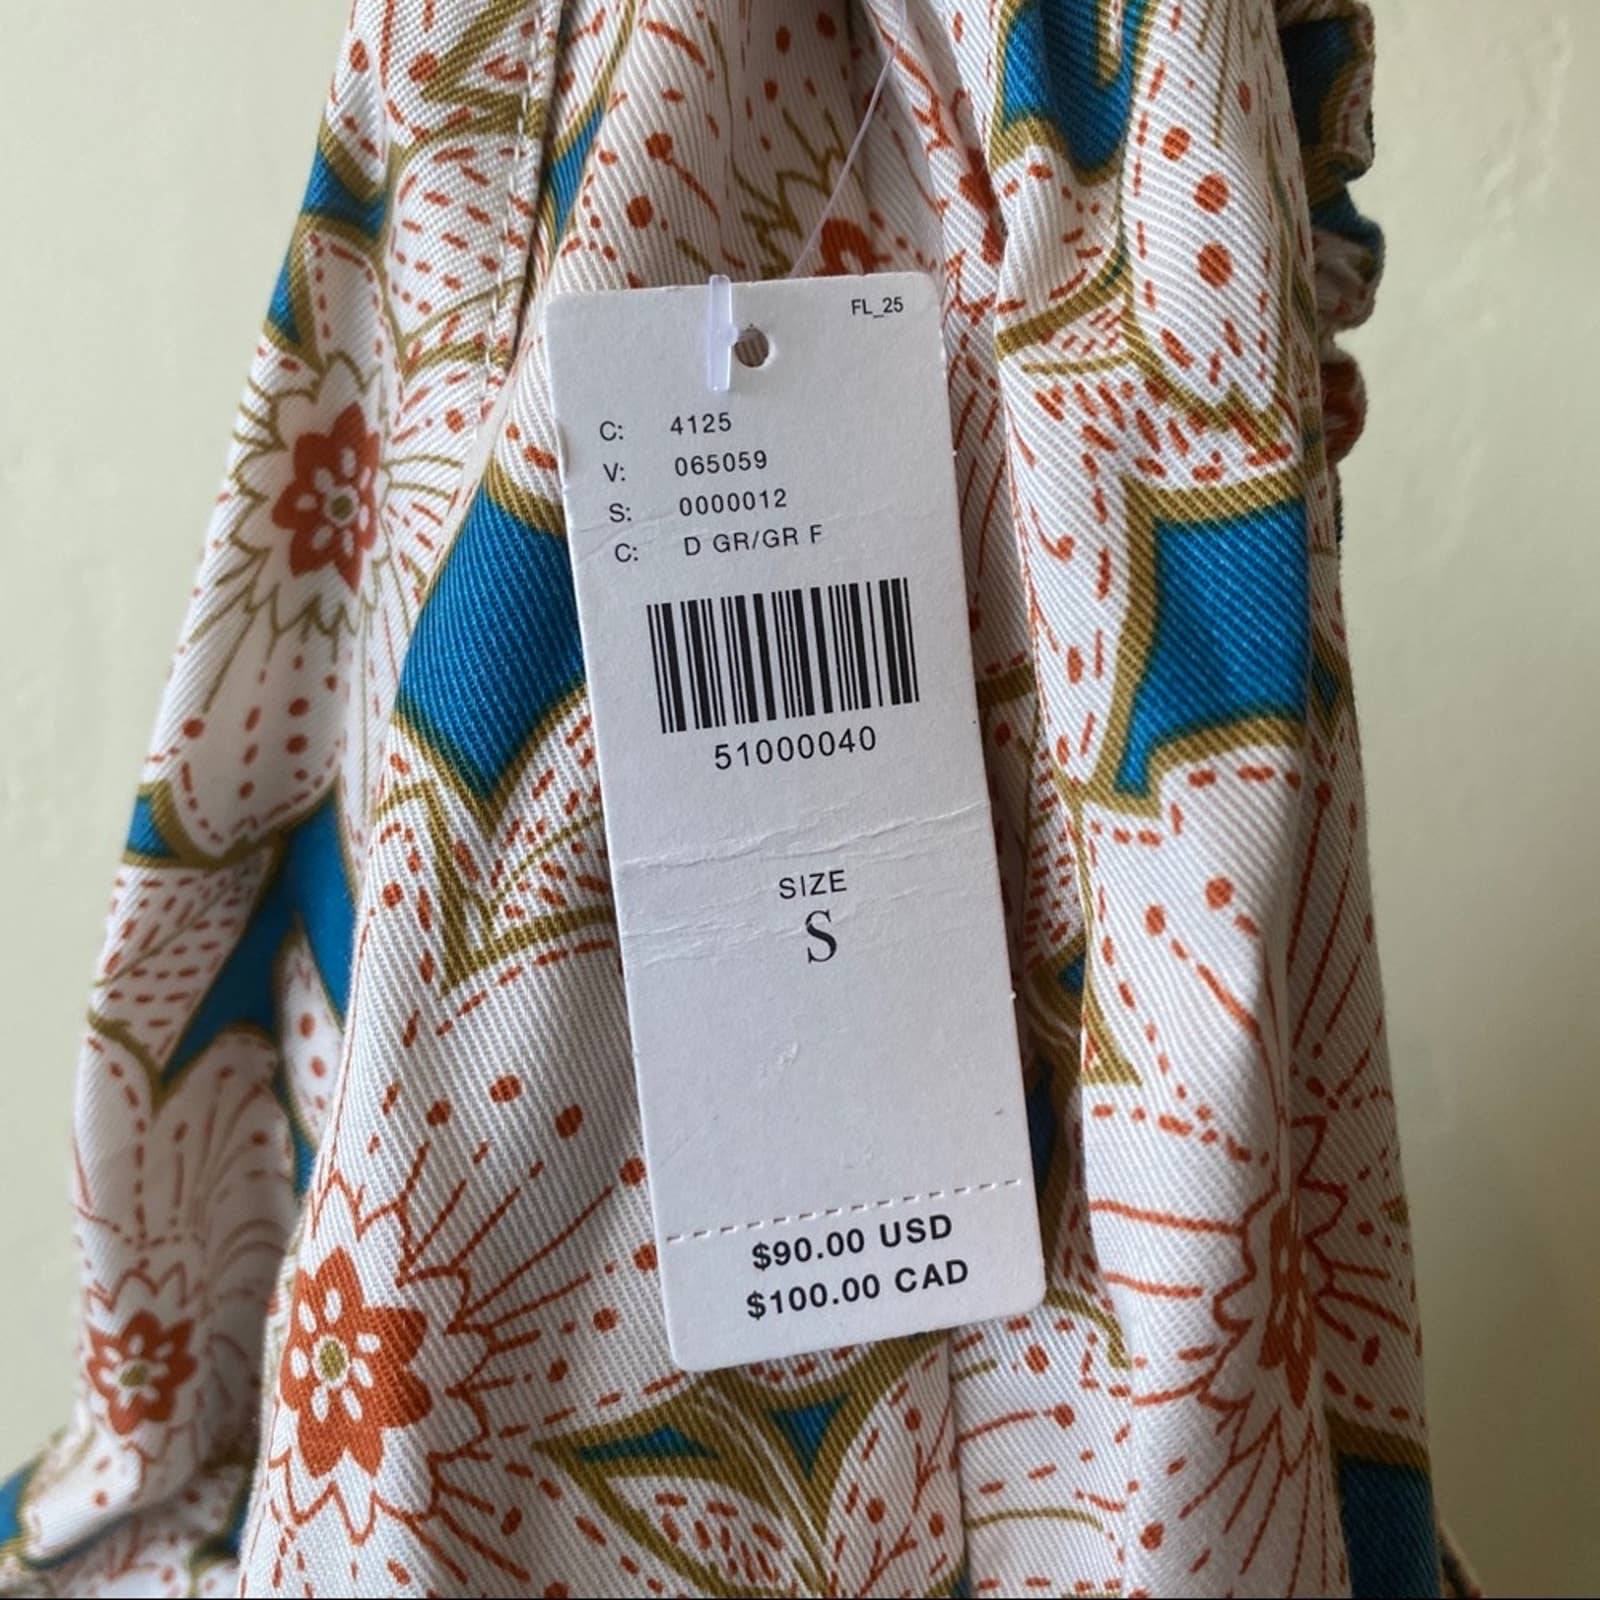 FL_25
C: 4125
V: 065059
S: 0000012
C: D GR/GR F
51000040
SIZE
S
$90.00 USD
$100.00 CAD